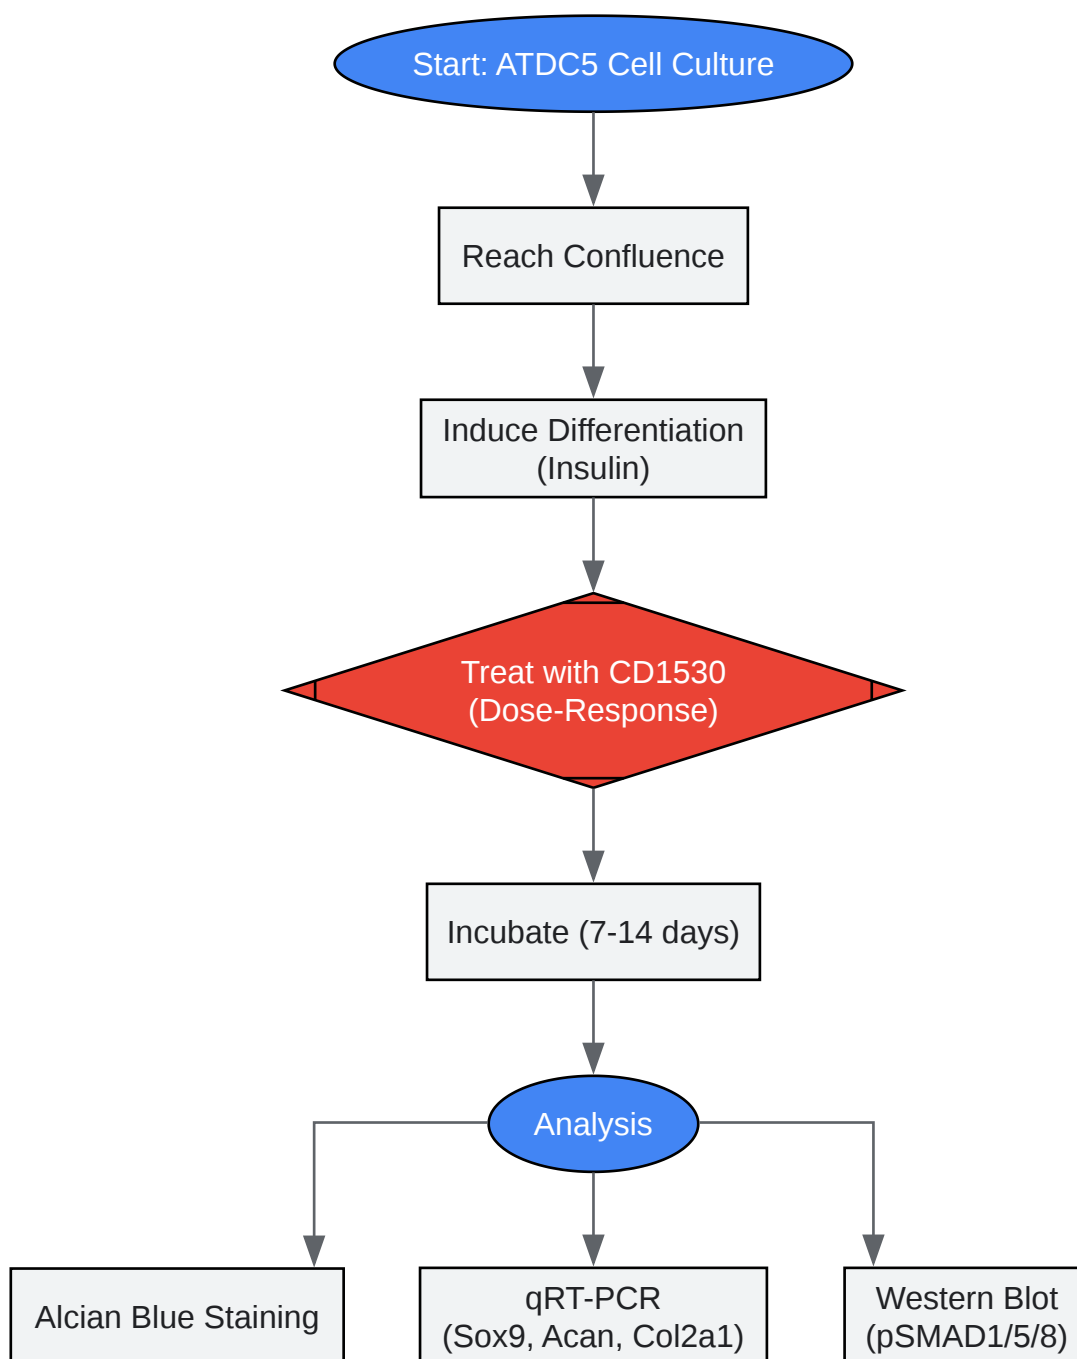 Start: ATDC5 Cell Culture
Reach Confluence
Induce Differentiation
(Insulin)
Treat with CD1530
(Dose-Response)
Incubate (7-14 days)
Analysis
Alcian Blue Staining
qRT-PCR
(Sox9, Acan, Col2a1)
Western Blot
(pSMAD1/5/8)